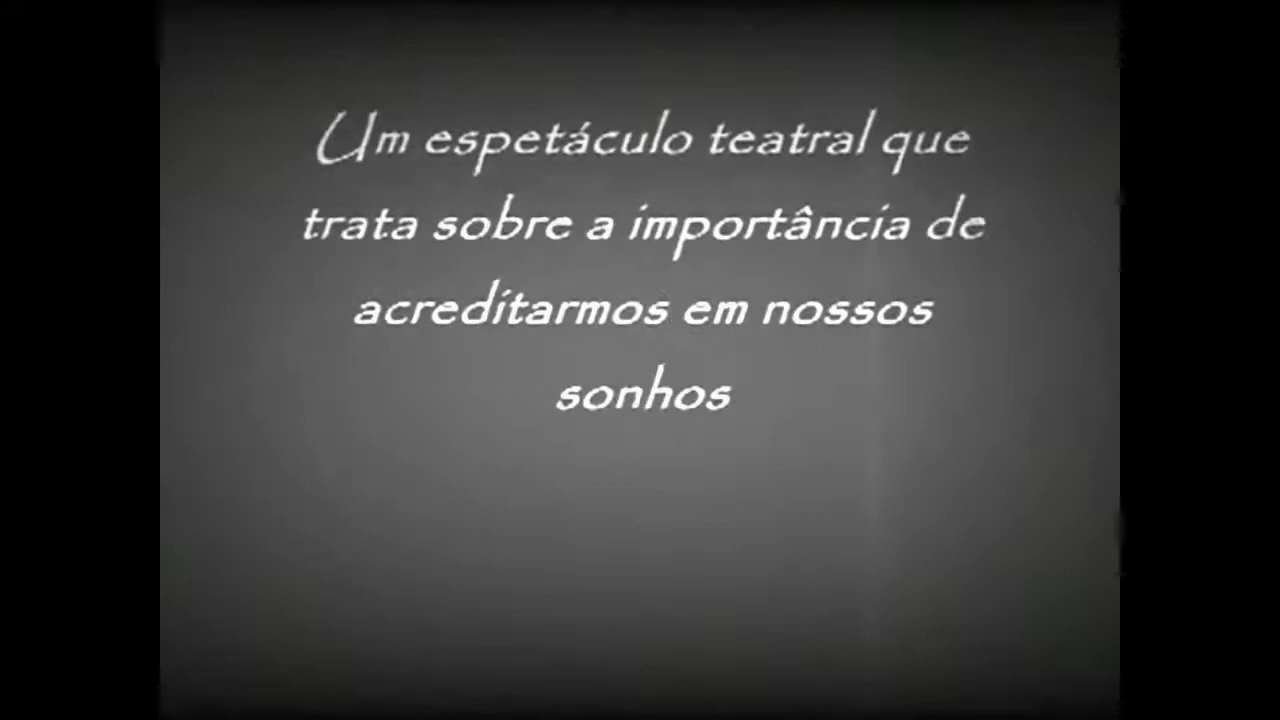 Um espetáculo teatral que
trata sobre a importância de
acreditarmos em nossos
sonhos